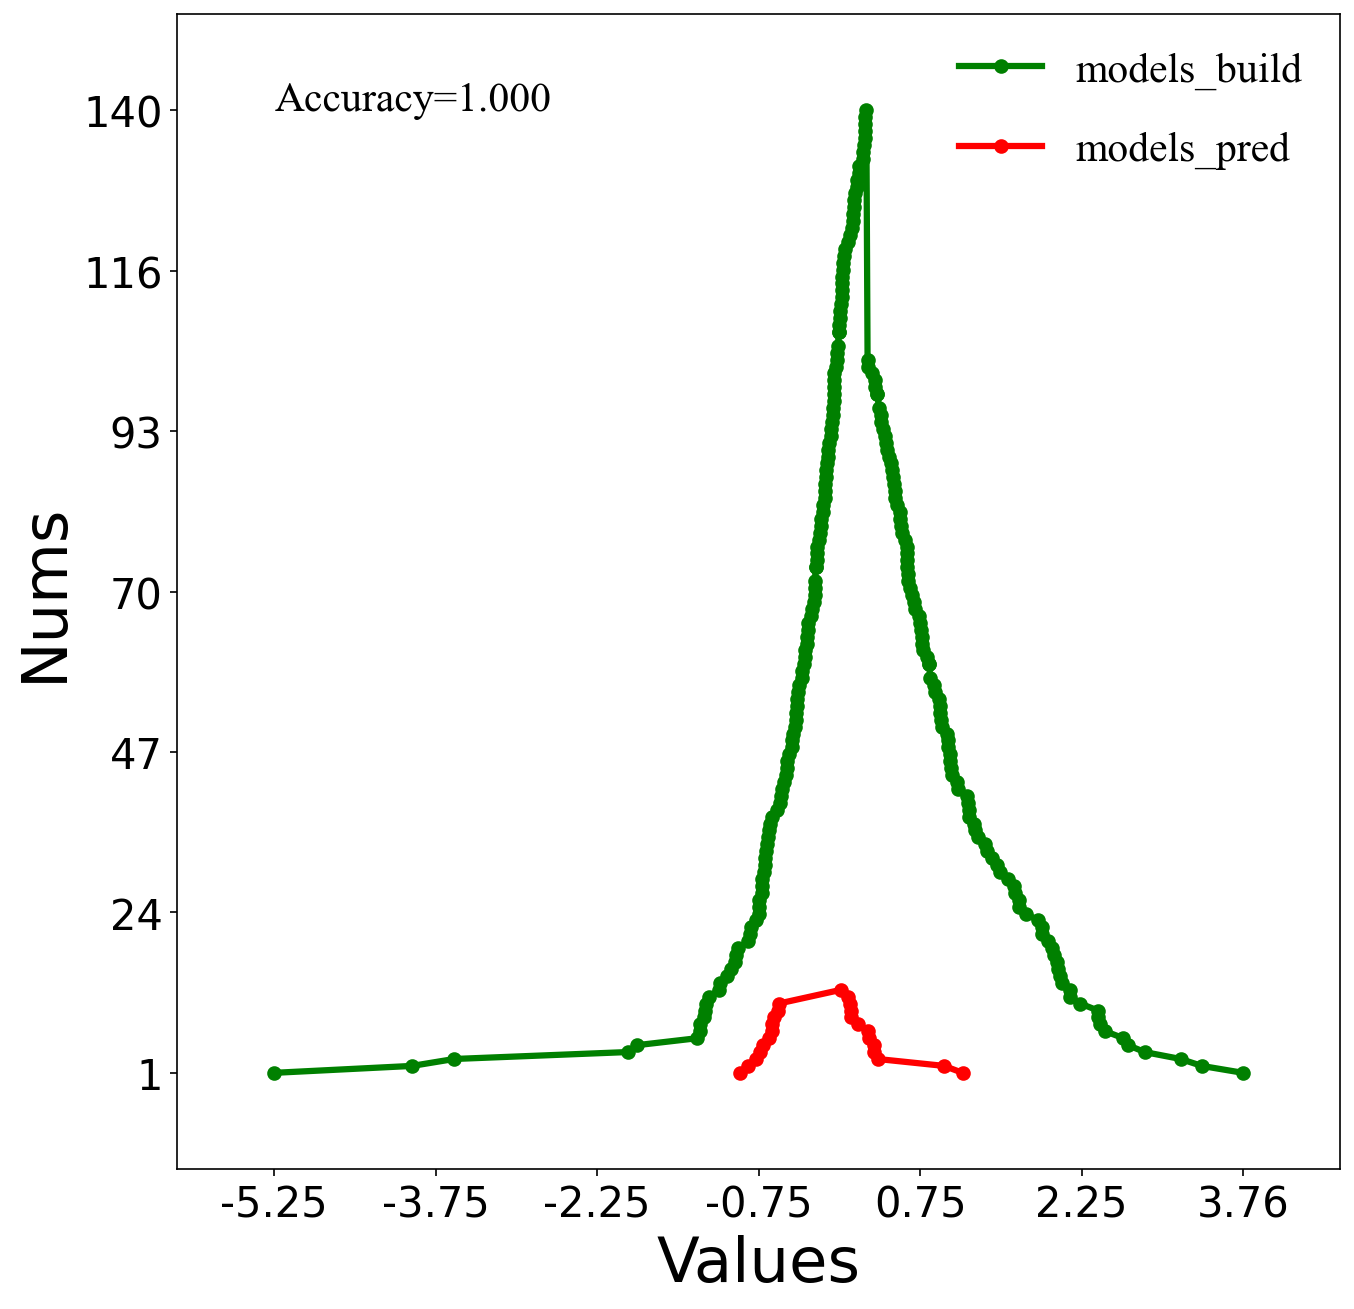 Accuracy=1.000
models_build
models_pred
140
116
93
70
47
24
1
Nums
-5.25 -3.75 -2.25 -0.75 0.75 2.25 3.76
Values